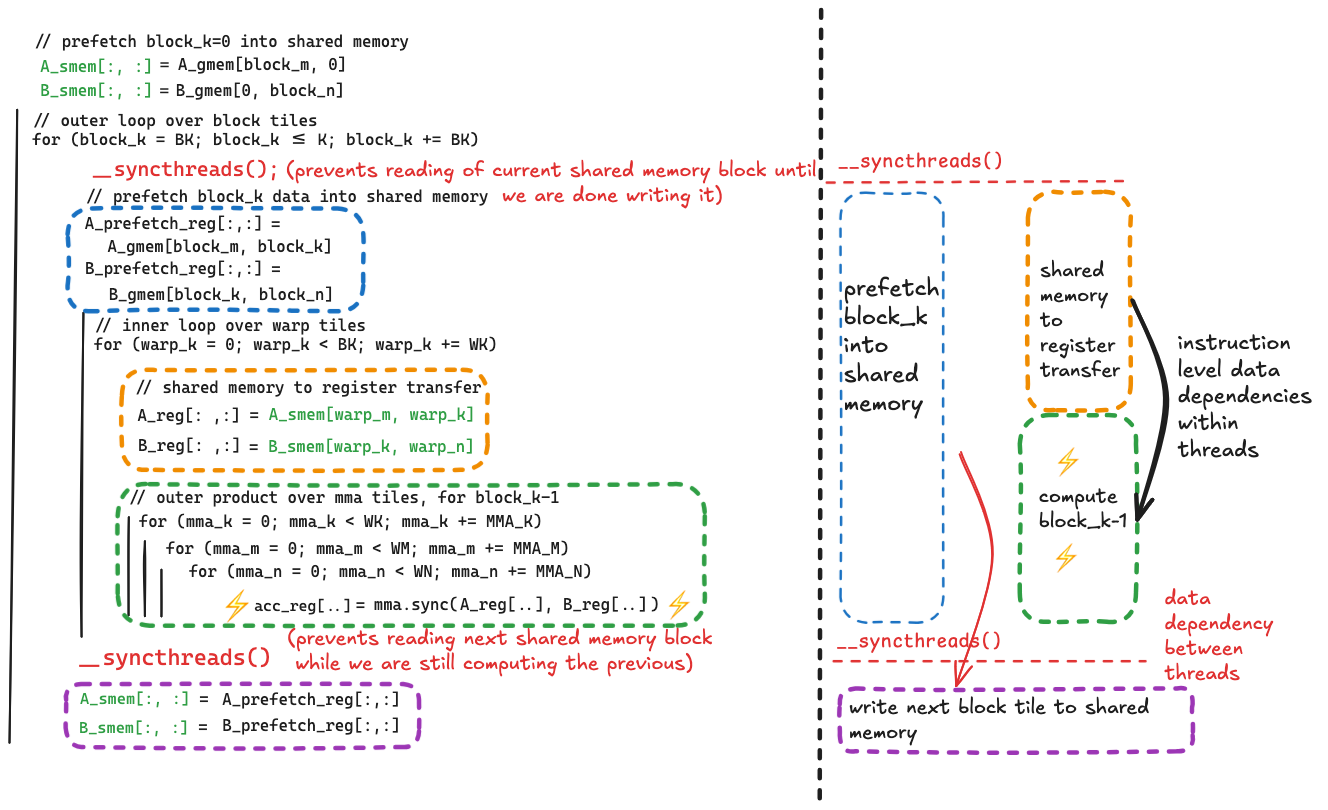 // prefetch block_k=0 into shared memory
A_smem[:, :] = A_gmem[block_m, 0]
B_smem[:, :] = B_gmem[0, block_n]
// outer loop over block tiles
for (block_k = BK; block_k ≤ K; block_k += BK)
__syncthreads(); (prevents reading of current shared memory block until
we are done writing it)
// prefetch block_k data into shared memory
A_prefetch_reg[:,:] =
A_gmem[block_m, block_k]
B_prefetch_reg[:,:] =
B_gmem[block_k, block_n]
// inner loop over warp tiles
for (warp_k = 0; warp_k < BK; warp_k += WK)
// shared memory to register transfer
A_reg[: ,:] = A_smem[warp_m, warp_k]
B_reg[: ,:] = B_smem[warp_k, warp_n]
// outer product over mma tiles, for block_k-1
for (mma_k = 0; mma_k < WK; mma_k += MMA_K)
for (mma_m = 0; mma_m < WM; mma_m += MMA_M)
for (mma_n = 0; mma_n < WN; mma_n += MMA_N)
⚡ acc_reg[..] = mma.sync(A_reg[..], B_reg[..]) ⚡
(prevents reading next shared memory block
while we are still computing the previous)
__syncthreads()
A_smem[:, :] = A_prefetch_reg[:,:]
B_smem[:, :] = B_prefetch_reg[:,:]
__syncthreads()
prefetch
block_k
into
shared
memory
shared
memory
to
register
transfer
instruction
level data
dependencies
within
threads
⚡
compute
block_k-1
⚡
data
dependency
between
threads
__syncthreads()
write next block tile to shared
memory